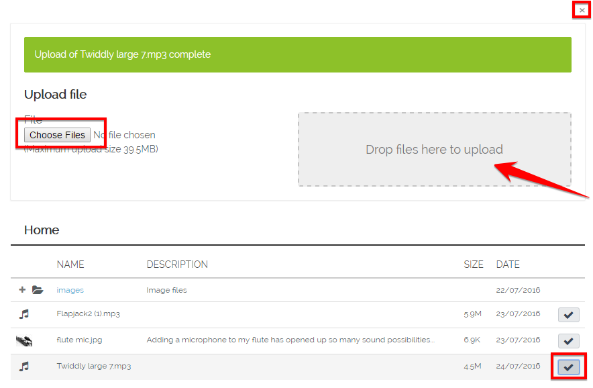 ×
Upload of Twiddly large 7.mp3 complete
Upload file
File
Choose Files No file chosen
(Maximum upload size 39.5MB)
Drop files here to upload
Home
NAME DESCRIPTION SIZE DATE
+ images Image files 22/07/2016
Flapjack2 (1).mp3 5.9M 23/07/2016
flute mic.jpg Adding a microphone to my flute has opened up so many sound possibilities... 6.9K 23/07/2016
Twiddly large 7.mp3 4.5M 24/07/2016